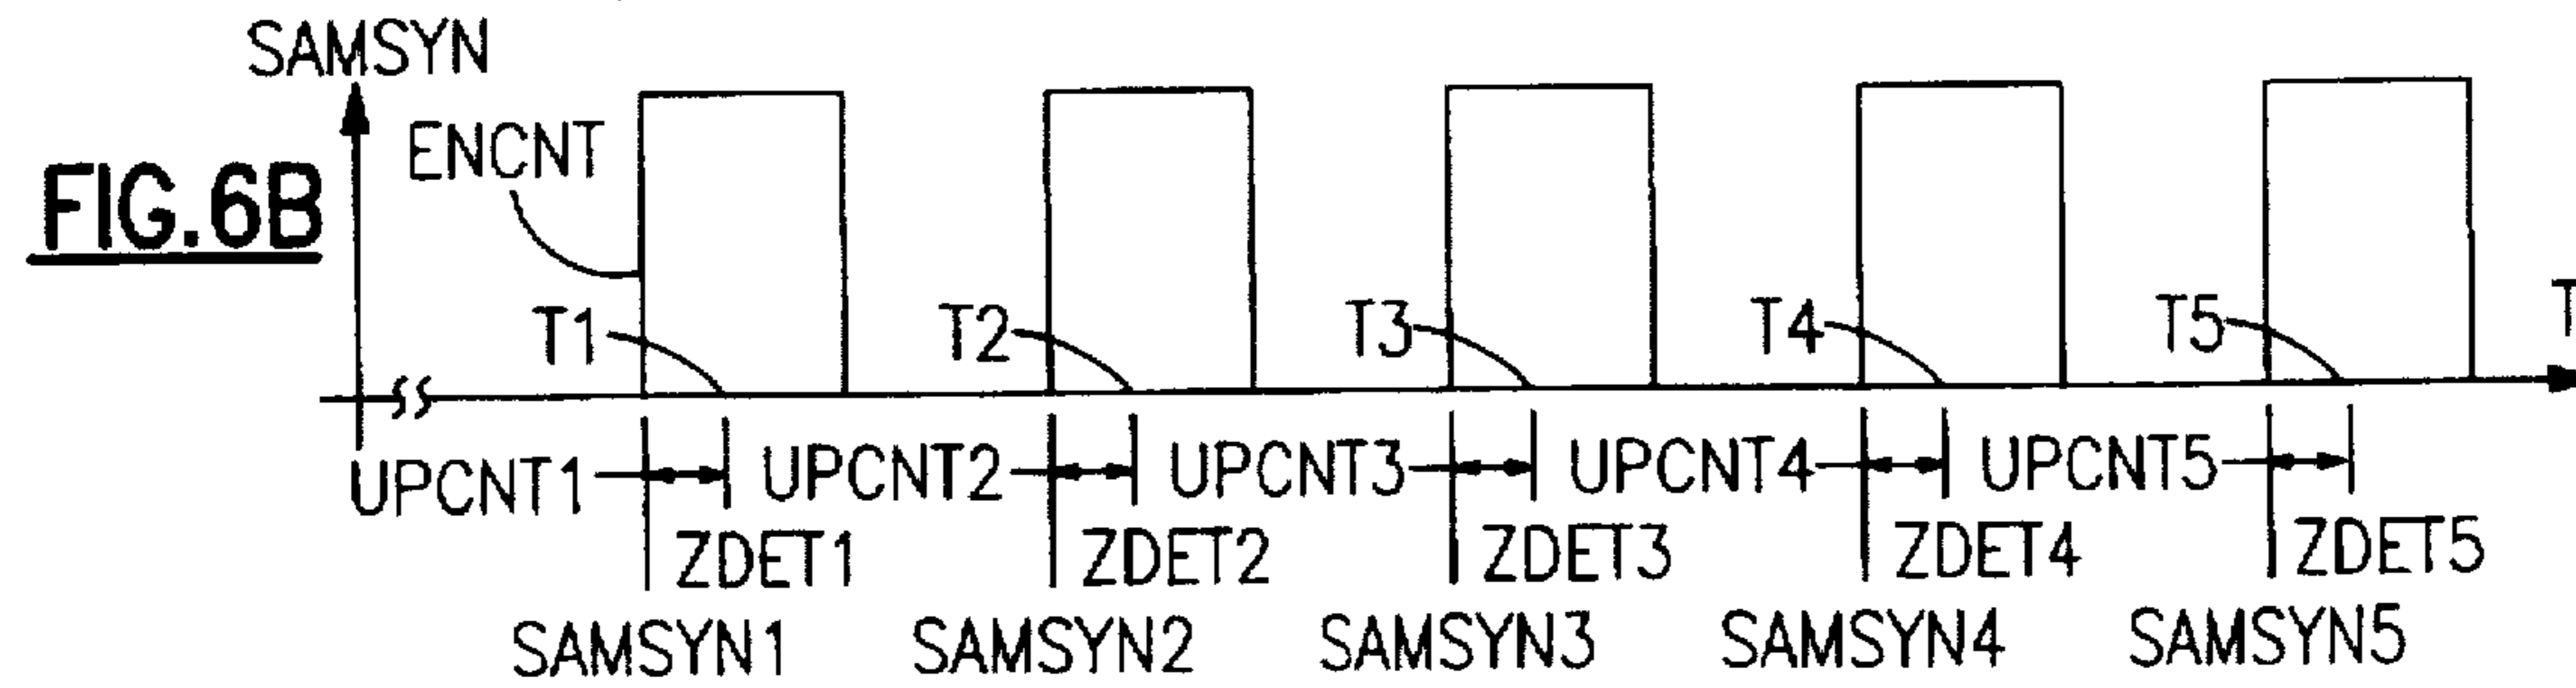 SAMSYN
ENCNT
FIG.6B
T1 T2 T3 T4 T5 T
UPCNT1 UPCNT2 UPCNT3 UPCNT4 UPCNT5
ZDET1 ZDET2 ZDET3 ZDET4 ZDET5
SAMSYN1 SAMSYN2 SAMSYN3 SAMSYN4 SAMSYN5